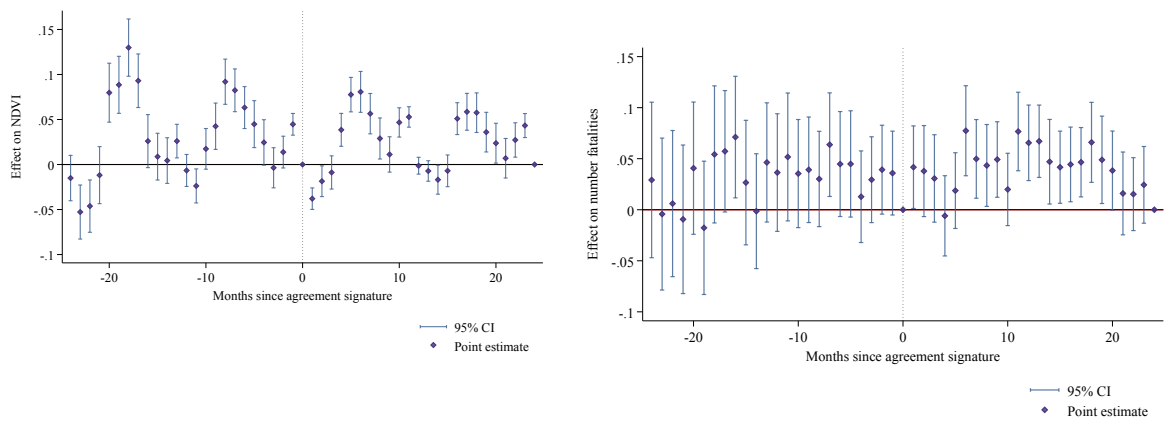 Effect on NDVI
.15
.1
.05
0
-.05
-.1
-20
-10
0
10
20
Months since agreement signature
95% CI
Point estimate
Effect on number fatalities
.15
.1
.05
0
-.05
-.1
-20
-10
0
10
20
Months since agreement signature
95% CI
Point estimate